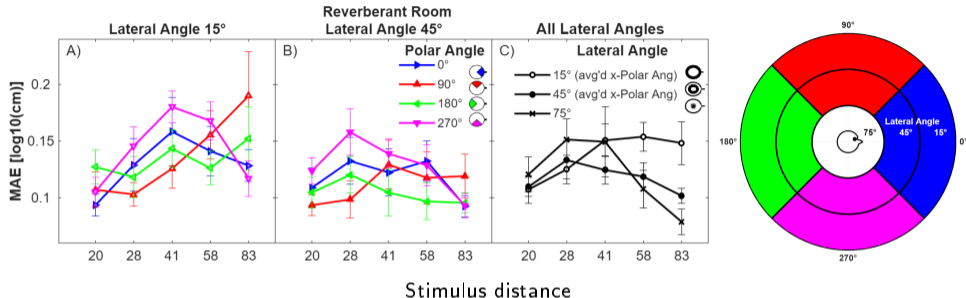 Reverberant Room
Lateral Angle 15°
Lateral Angle 45°
All Lateral Angles
A)
B)
C)
Polar Angle
0°
90°
180°
270°
Lateral Angle
15° (avg'd x-Polar Ang)
45° (avg'd x-Polar Ang)
75°
MAE [log10(cm)]
0.2
0.15
0.1
20 28 41 58 83
20 28 41 58 83
20 28 41 58 83
Stimulus distance
90°
180°
0°
270°
Lateral Angle
75° 45° 15°